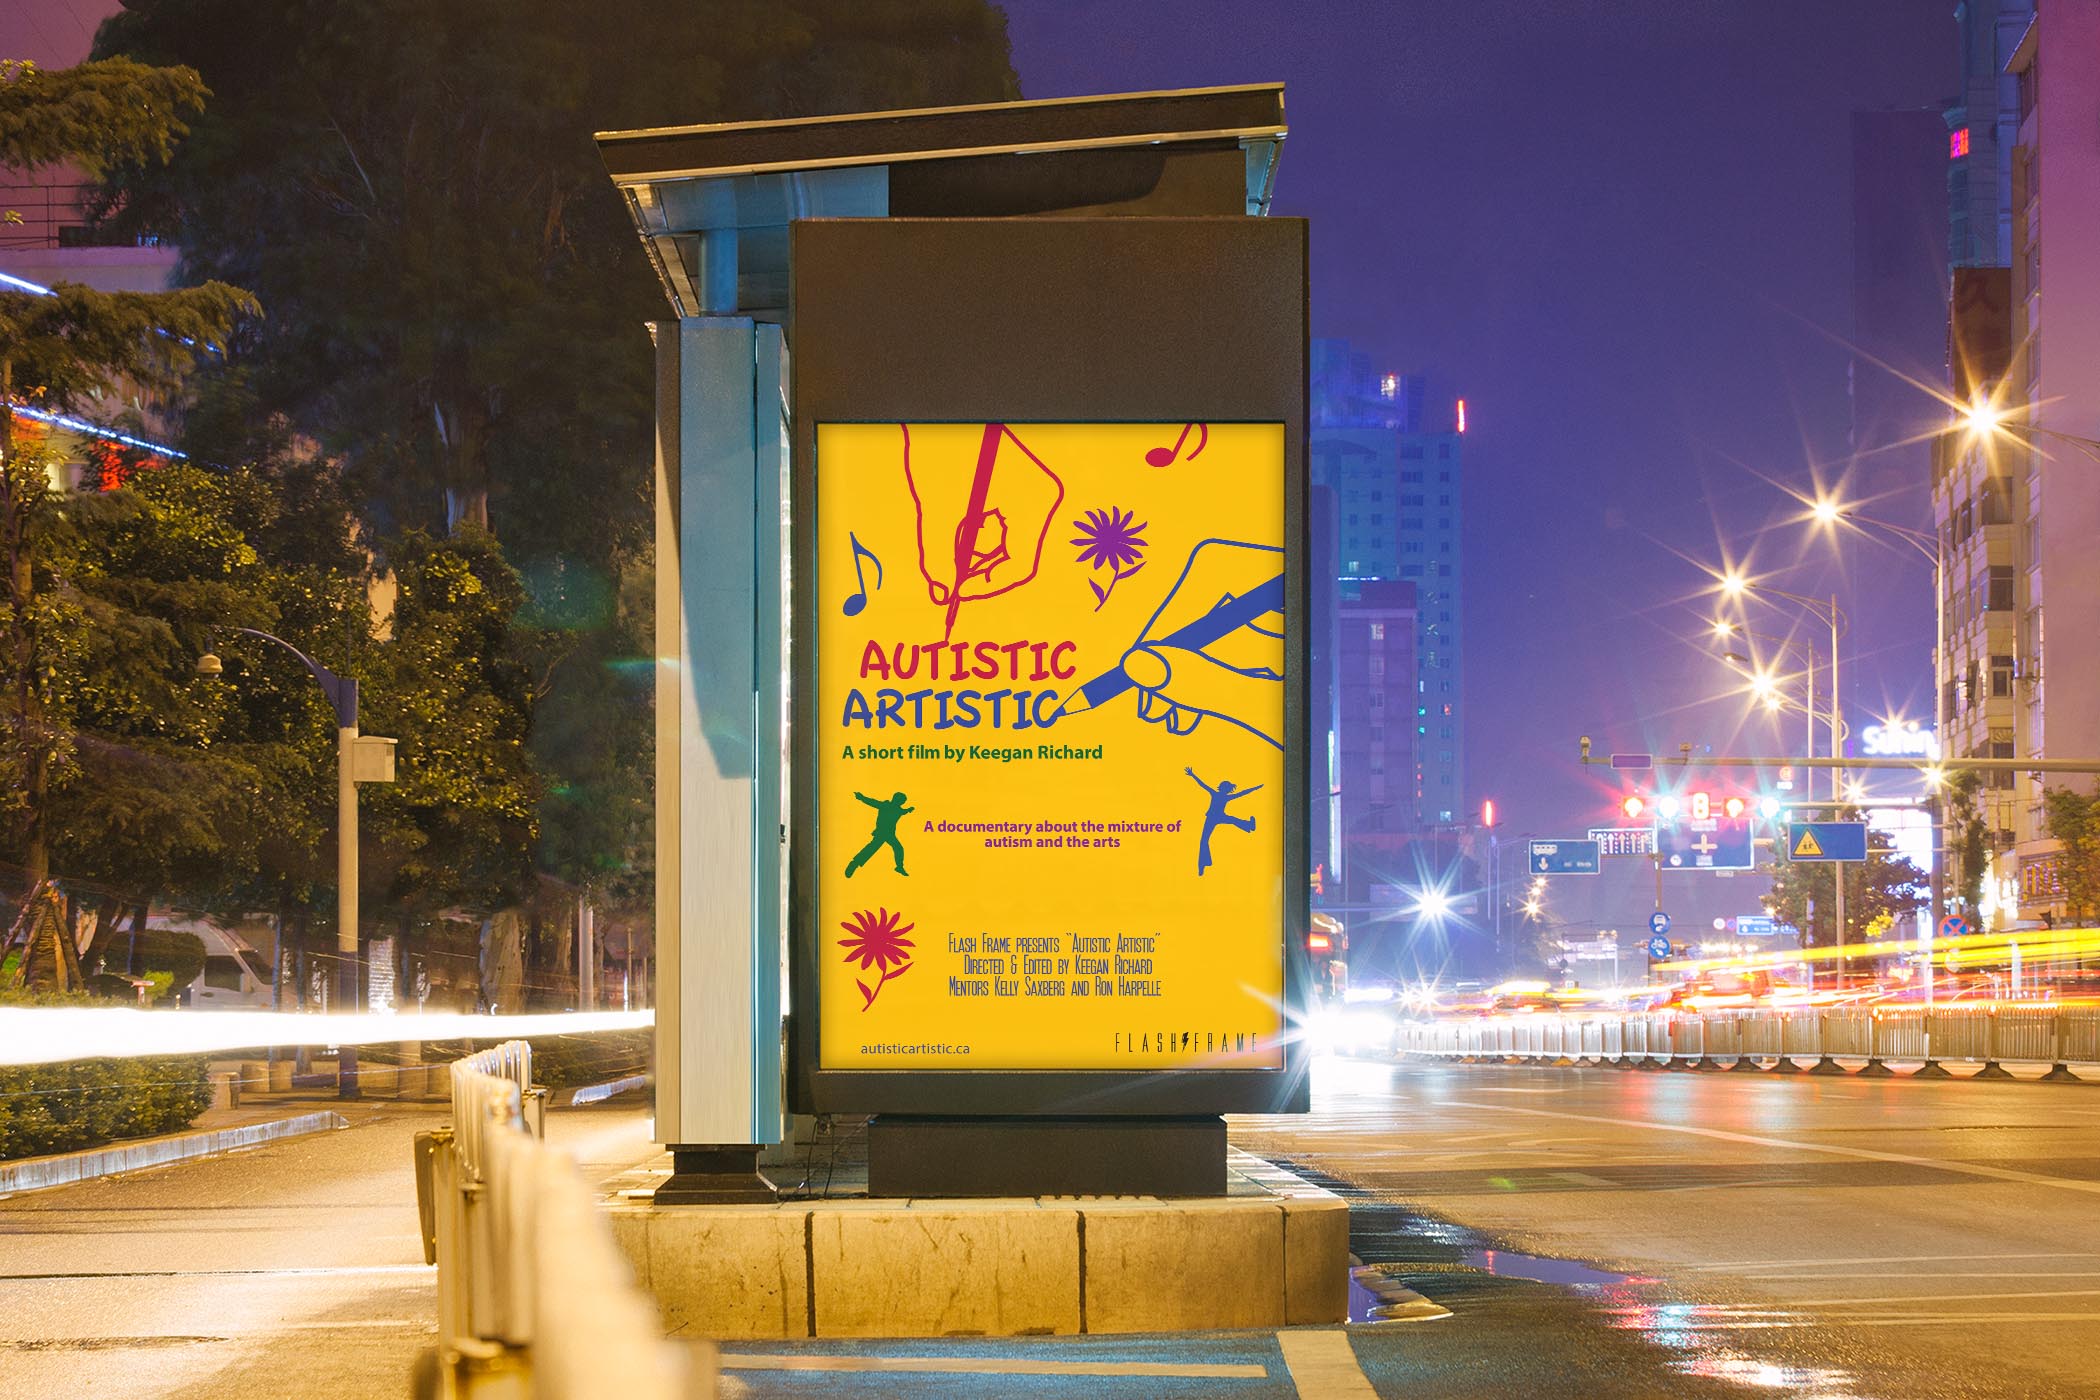 AUTISTIC
ARTISTIC
A short film by Keegan Richard
A documentary about the mixture of
autism and the arts
FLASH FRAME PRESENTS "AUTISTIC ARTISTIC"
DIRECTED & EDITED BY KEEGAN RICHARD
MENTORS KELLY SAXBERG AND RON HARPELLE
autisticartistic.ca
FLASH FRAME